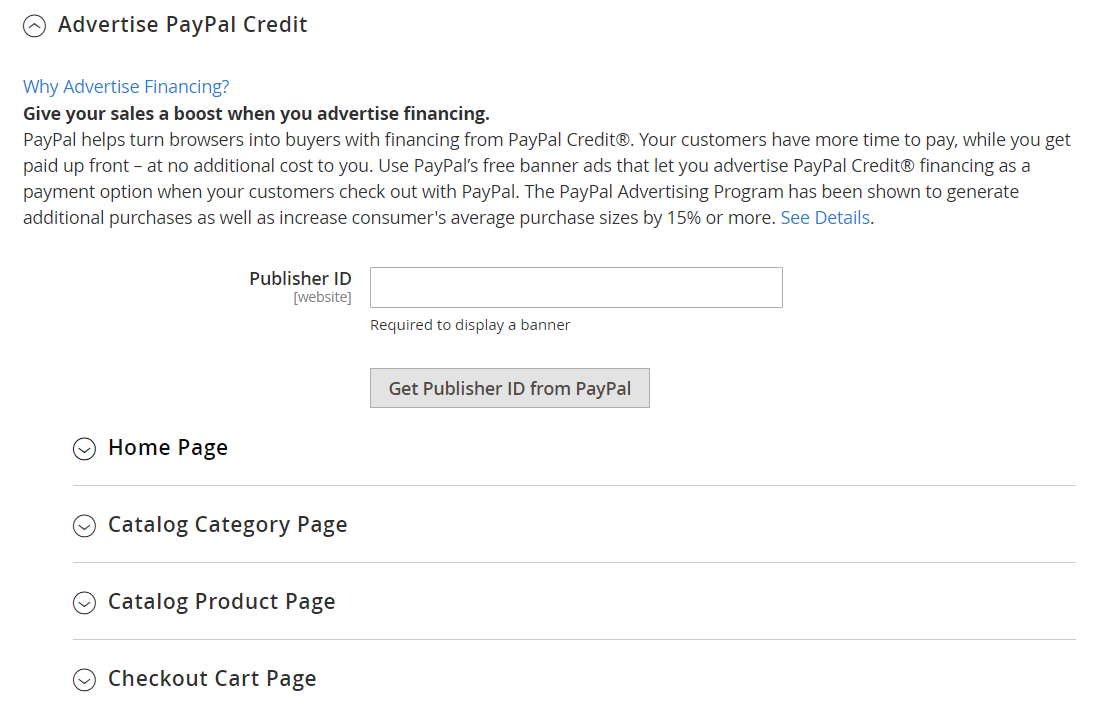 Advertise PayPal Credit
Why Advertise Financing?
Give your sales a boost when you advertise financing.
PayPal helps turn browsers into buyers with financing from PayPal Credit®. Your customers have more time to pay, while you get
paid up front – at no additional cost to you. Use PayPal’s free banner ads that let you advertise PayPal Credit® financing as a
payment option when your customers check out with PayPal. The PayPal Advertising Program has been shown to generate
additional purchases as well as increase consumer's average purchase sizes by 15% or more. See Details.
Publisher ID
[website]
Required to display a banner
Get Publisher ID from PayPal
Home Page
Catalog Category Page
Catalog Product Page
Checkout Cart Page